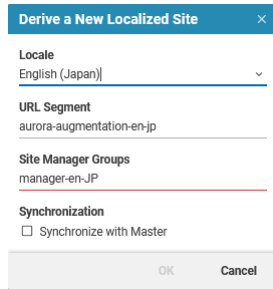 Derive a New Localized Site
Locale
English (Japan)
URL Segment
aurora-augmentation-en-jp
Site Manager Groups
manager-en-JP
Synchronization
Synchronize with Master
OK Cancel